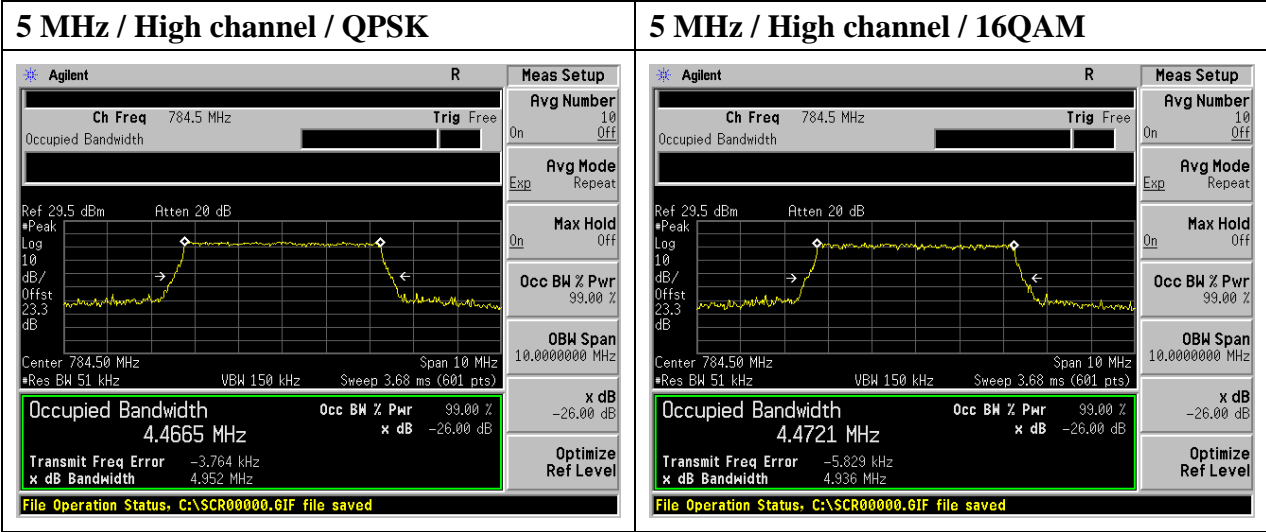 5 MHz / High channel / QPSK
Agilent R Meas Setup
Ch Freq 784.5 MHz Trig Free
Occupied Bandwidth
Avg Number
10
On Off
Avg Mode
Exp Repeat
Ref 29.5 dBm Atten 20 dB
#Peak
Log
10
dB/
Offst
23.3
dB
Max Hold
On Off
Occ BW % Pwr
99.00 %
OBW Span
10.0000000 MHz
Center 784.50 MHz Span 10 MHz
#Res BW 51 kHz VBW 150 kHz Sweep 3.68 ms (601 pts)
Occupied Bandwidth Occ BW % Pwr 99.00 %
4.4665 MHz x dB -26.00 dB
Transmit Freq Error -3.764 kHz
x dB Bandwidth 4.952 MHz
x dB
-26.00 dB
Optimize
Ref Level
File Operation Status, C:\SCR00000.GIF file saved
5 MHz / High channel / 16QAM
Agilent R Meas Setup
Ch Freq 784.5 MHz Trig Free
Occupied Bandwidth
Avg Number
10
On Off
Avg Mode
Exp Repeat
Ref 29.5 dBm Atten 20 dB
#Peak
Log
10
dB/
Offst
23.3
dB
Max Hold
On Off
Occ BW % Pwr
99.00 %
OBW Span
10.0000000 MHz
Center 784.50 MHz Span 10 MHz
#Res BW 51 kHz VBW 150 kHz Sweep 3.68 ms (601 pts)
Occupied Bandwidth Occ BW % Pwr 99.00 %
4.4721 MHz x dB -26.00 dB
Transmit Freq Error -5.829 kHz
x dB Bandwidth 4.936 MHz
x dB
-26.00 dB
Optimize
Ref Level
File Operation Status, C:\SCR00000.GIF file saved